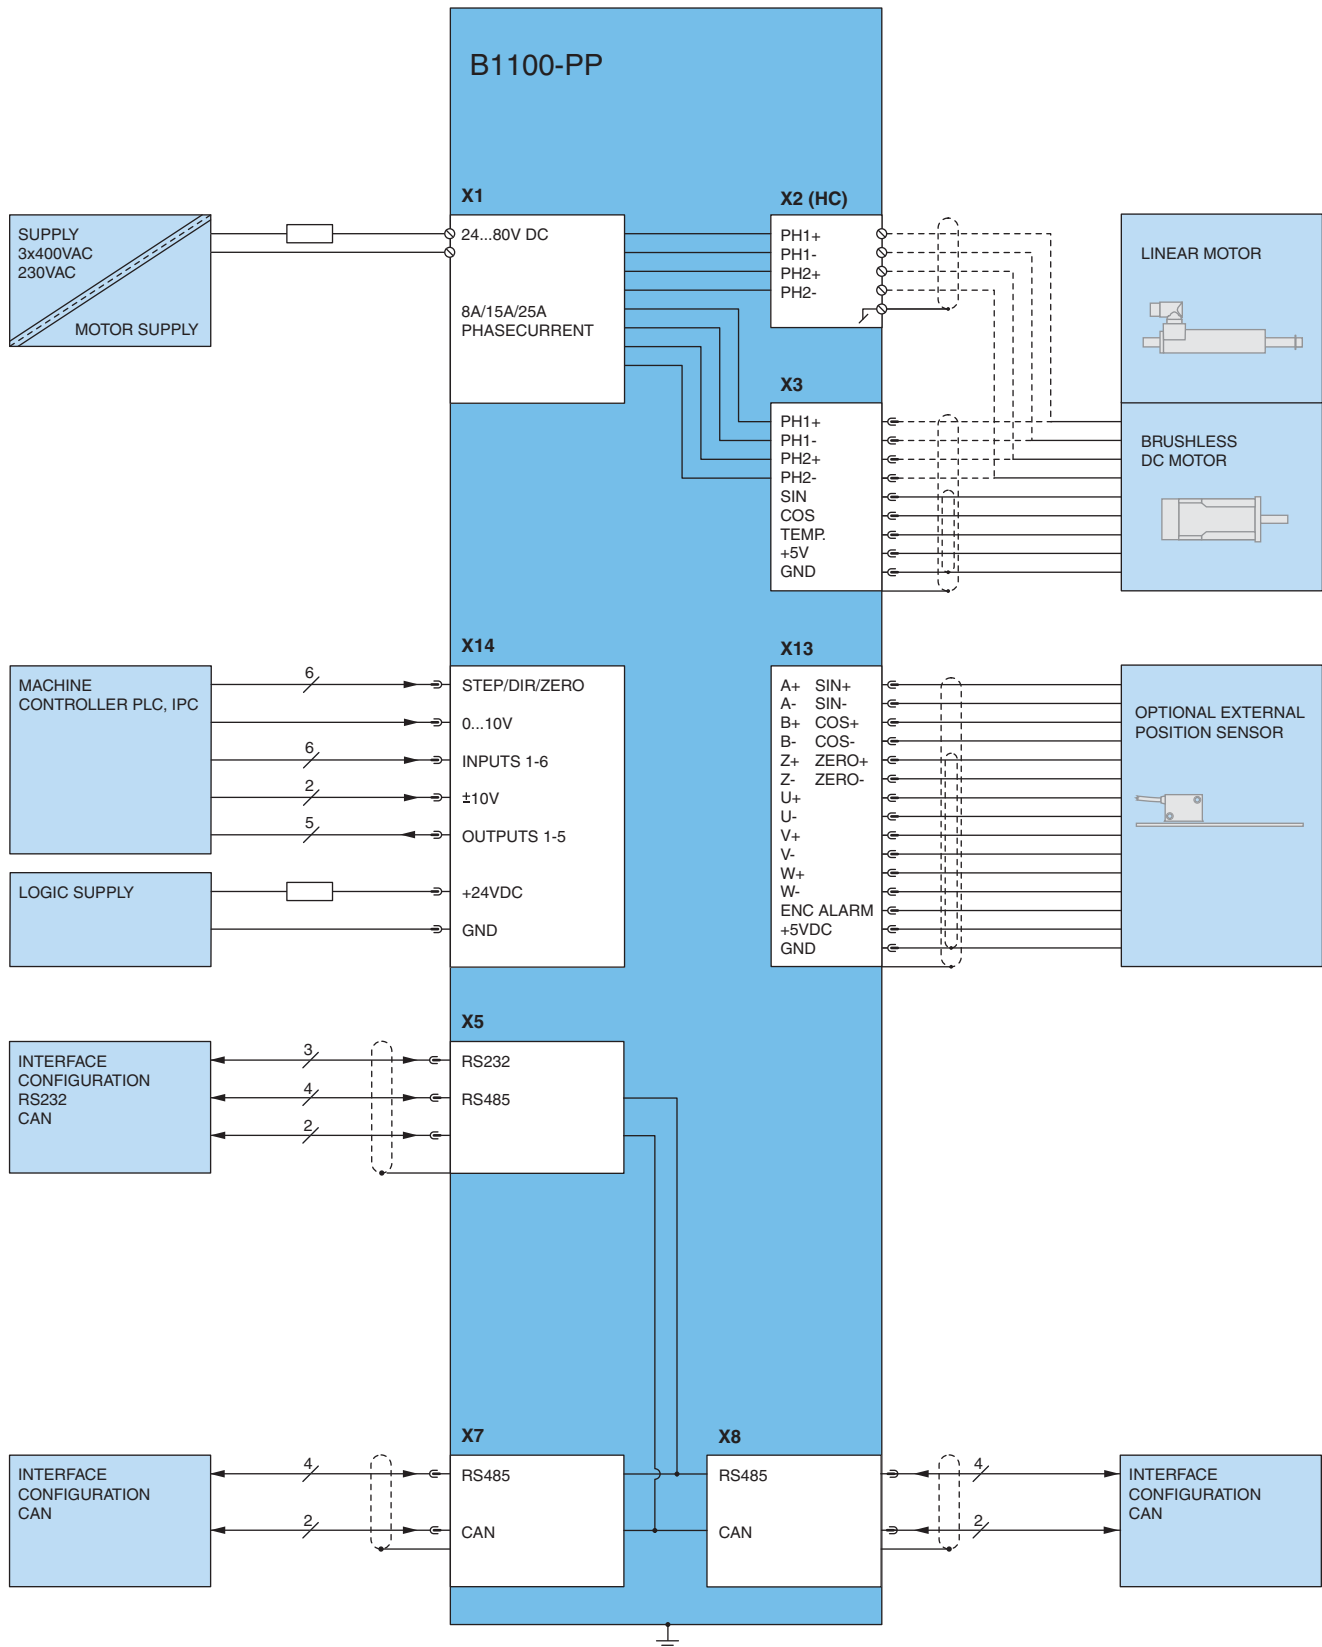 B1100-PP
X1
SUPPLY
3x400VAC
230VAC
MOTOR SUPPLY
24...80V DC
8A/15A/25A
PHASECURRENT
X2 (HC)
PH1+
PH1-
PH2+
PH2-
LINEAR MOTOR
X3
PH1+
PH1-
PH2+
PH2-
SIN
COS
TEMP.
+5V
GND
BRUSHLESS
DC MOTOR
X14
MACHINE
CONTROLLER PLC, IPC
6
STEP/DIR/ZERO
0...10V
6
INPUTS 1-6
2
±10V
5
OUTPUTS 1-5
LOGIC SUPPLY
+24VDC
GND
X13
A+ SIN+
A- SIN-
B+ COS+
B- COS-
Z+ ZERO+
Z- ZERO-
U+
U-
V+
V-
W+
W-
ENC ALARM
+5VDC
GND
OPTIONAL EXTERNAL
POSITION SENSOR
X5
INTERFACE
CONFIGURATION
RS232
CAN
3
RS232
4
RS485
2
X7
INTERFACE
CONFIGURATION
CAN
4
RS485
2
CAN
X8
RS485
CAN
4
2
INTERFACE
CONFIGURATION
CAN